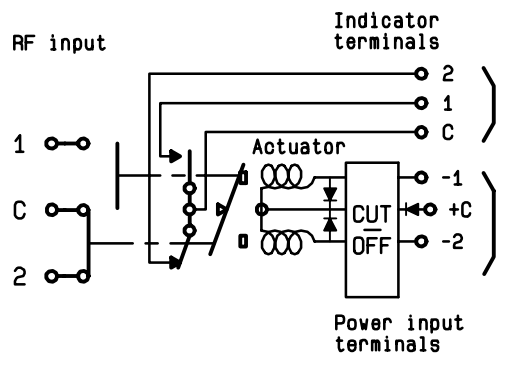 Indicator
terminals
RF input
2
1
C
Actuator
1
-1
C
CUT
OFF
+C
-2
2
Power input
terminals